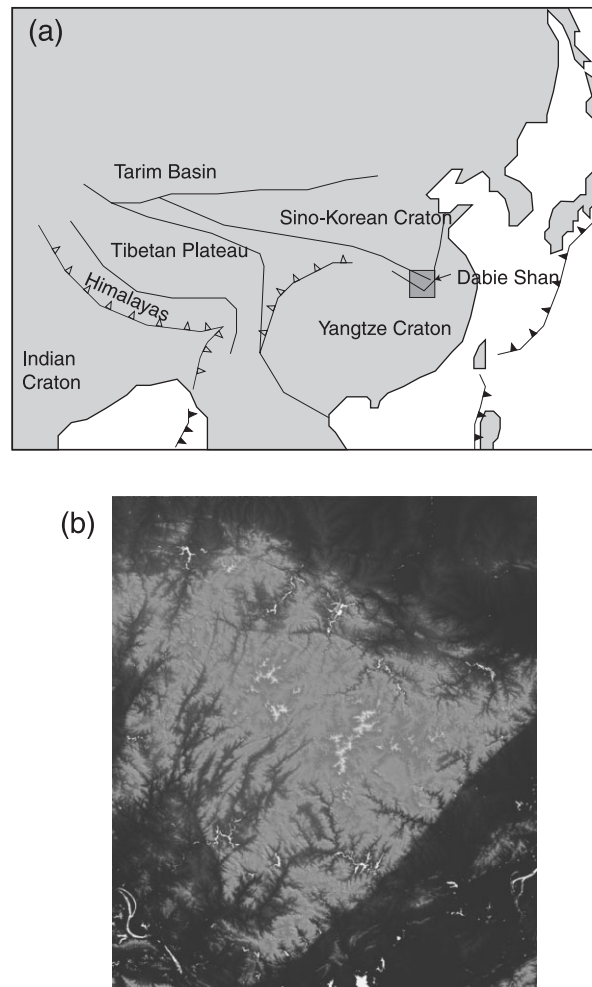 (a)
Tarim Basin
Sino-Korean Craton
Tibetan Plateau
Dabie Shan
Himalayas
Yangtze Craton
Indian
Craton
(b)